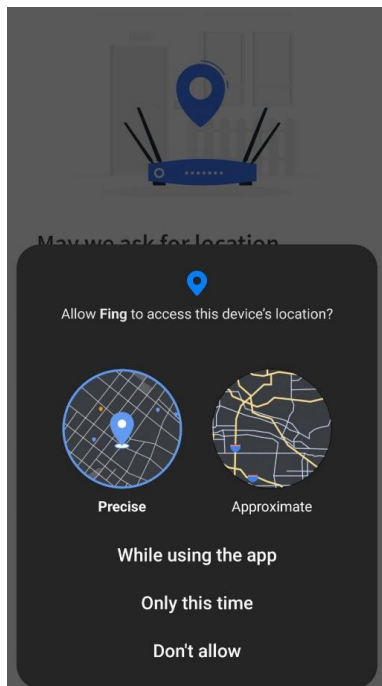 May we ask for location
Allow Fing to access this device's location?
Precise
Approximate
While using the app
Only this time
Don't allow